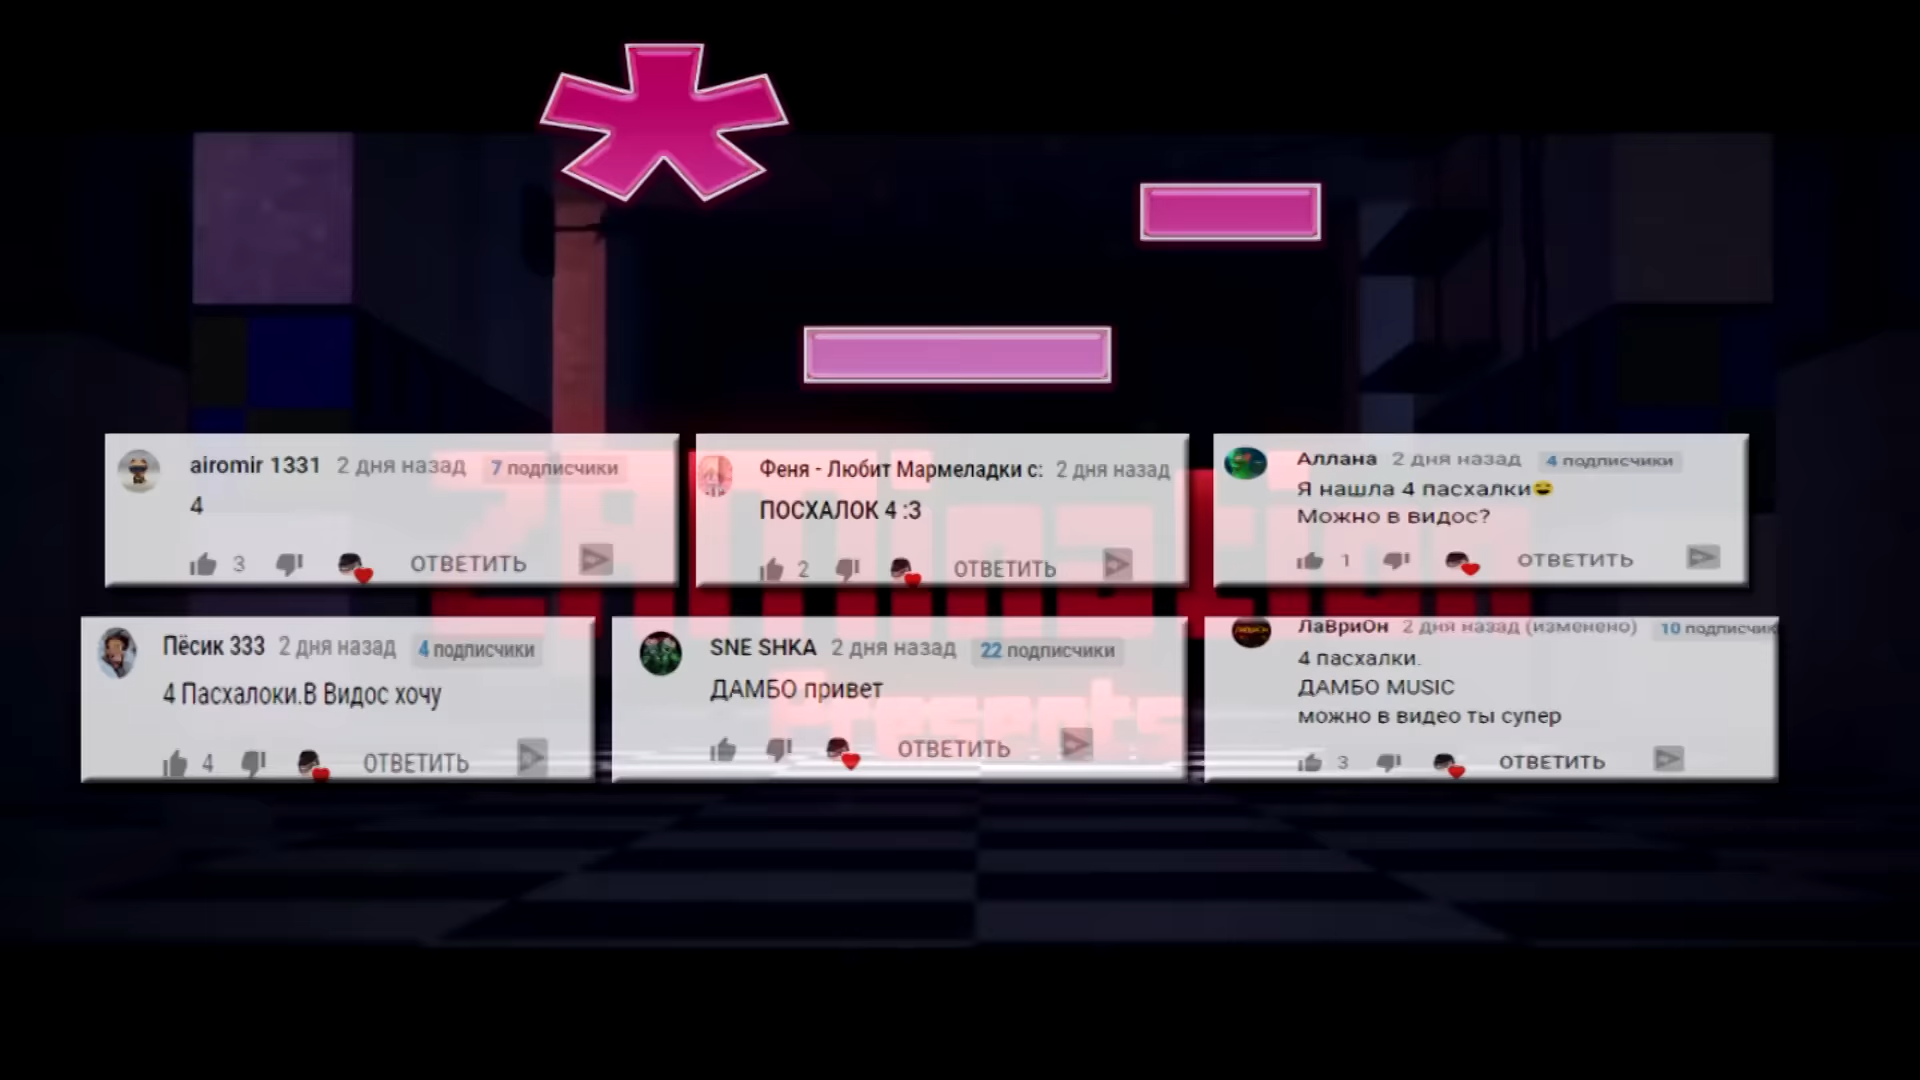 airomir 1331 2 дня назад 7 подписчики
4
3 ОТВЕТИТЬ
Феня - Любит Мармеладки с: 2 дня назад
ПОСХАЛОК 4 :3
2 ОТВЕТИТЬ
Аллана 2 дня назад 4 подписчики
Я нашла 4 пасхалки😄
Можно в видос?
1 ОТВЕТИТЬ
Пёсик 333 2 дня назад 4 подписчики
4 Пасхалоки.В Видос хочу
4 ОТВЕТИТЬ
SNE SHKA 2 дня назад 22 подписчики
ДАМБО привет
ОТВЕТИТЬ
ЛаВриОн 2 дня назад (изменено) 10 подписчик
4 пасхалки.
ДАМБО MUSIC
можно в видео ты супер
3 ОТВЕТИТЬ
Presents